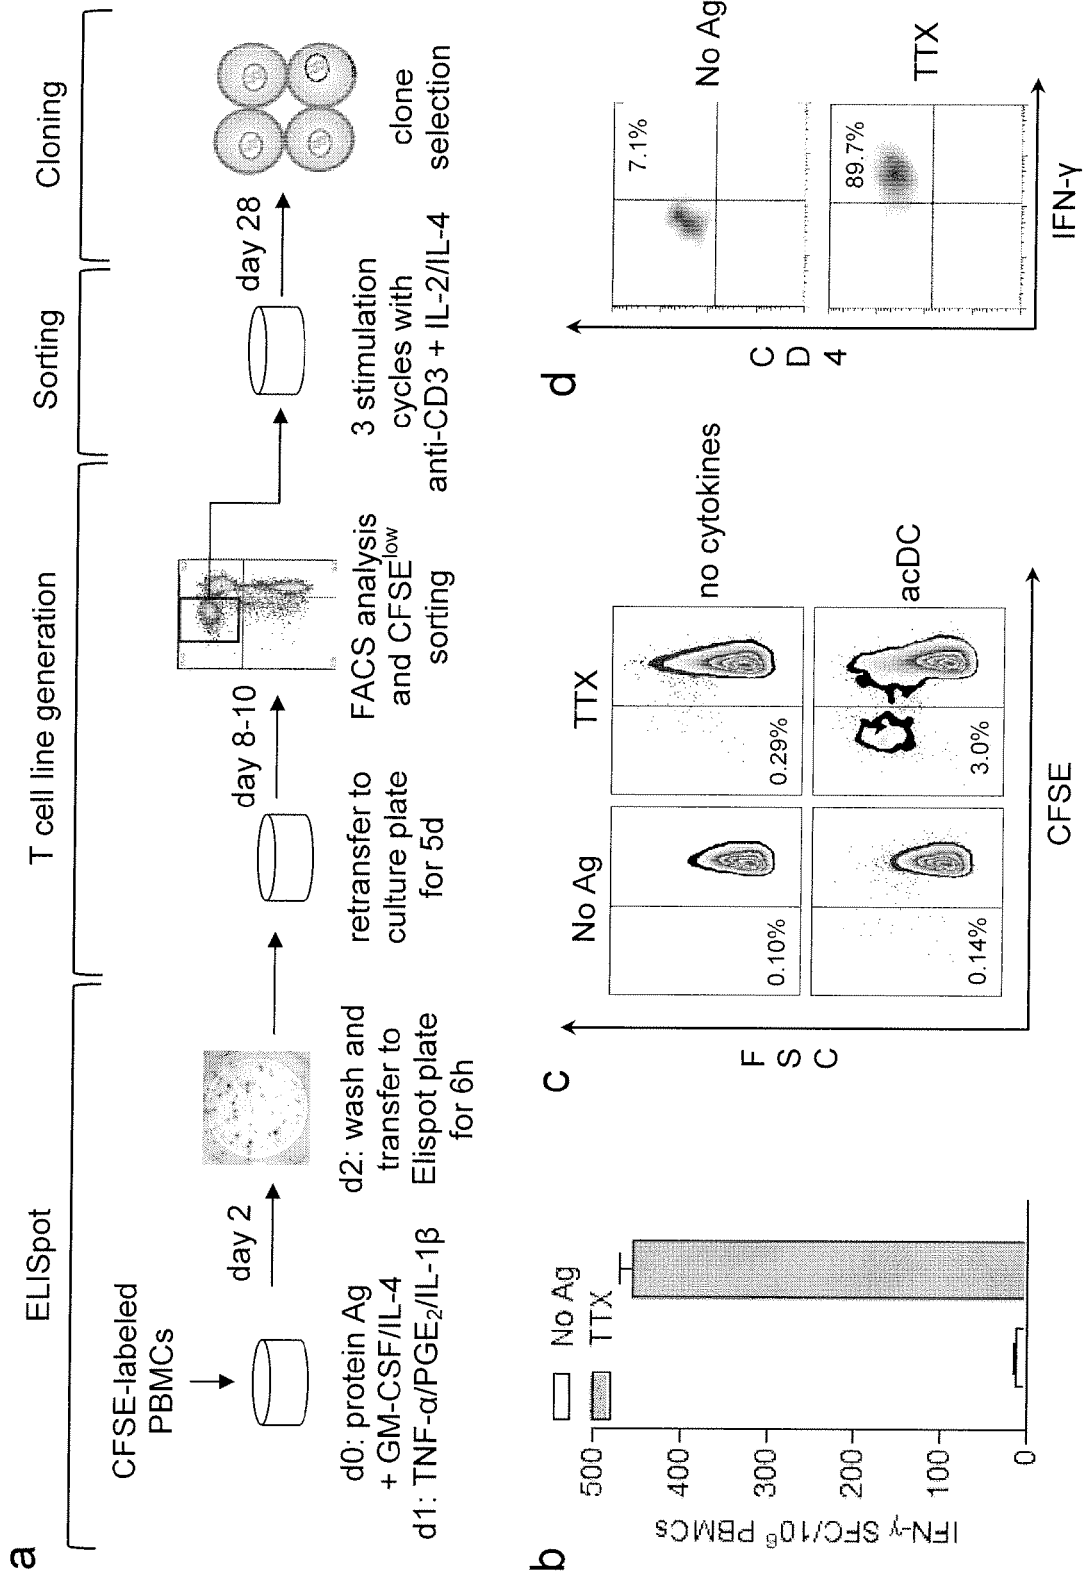 a
ELISpot
T cell line generation
Sorting
Cloning
CFSE-labeled
PBMCs
day 2
day 8-10
day 28
d0: protein Ag
+ GM-CSF/IL-4
d1: TNF-α/PGE₂/IL-1β
d2: wash and
transfer to
Elispot plate
for 6h
retransfer to
culture plate
for 5d
FACS analysis
and CFSE^low
sorting
3 stimulation
cycles with
anti-CD3 + IL-2/IL-4
clone
selection
b
No Ag
TTX
500
400
300
200
100
0
IFN-γ SFC/10⁶ PBMCs
c
No Ag
TTX
0.10%
0.29%
no cytokines
0.14%
3.0%
acDC
FSC
CFSE
d
7.1%
No Ag
89.7%
TTX
CD4
IFN-γ